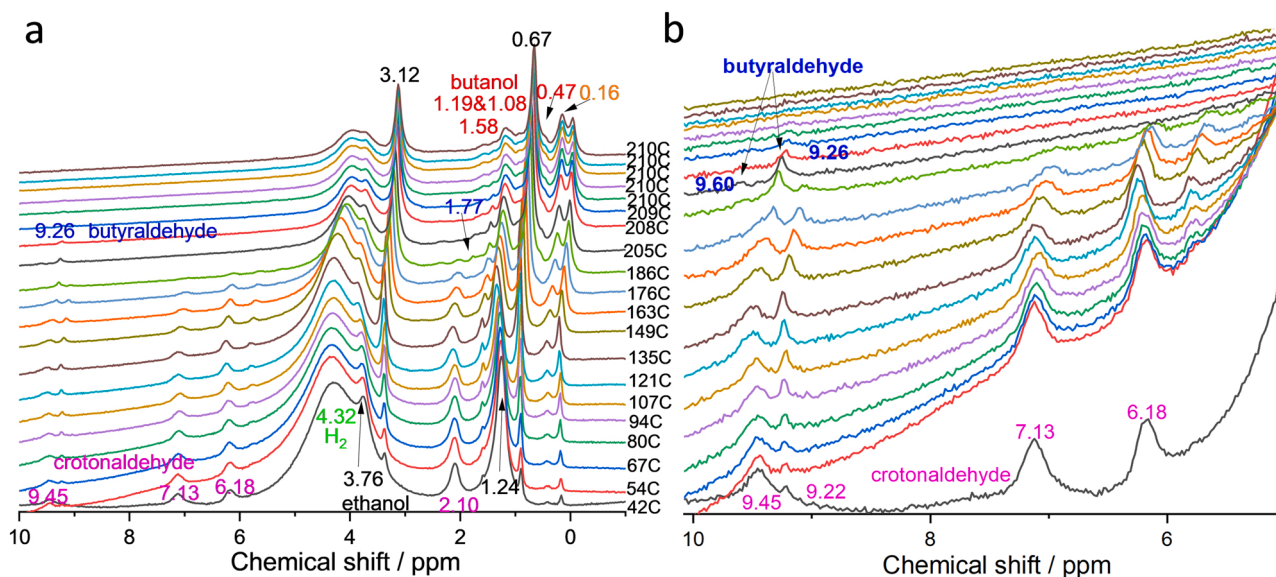 a
3.12
0.67
butanol
1.19&1.08
1.58
0.47
0.16
1.77
9.26 butyraldehyde
210C
210C
210C
210C
209C
208C
205C
186C
176C
163C
149C
135C
121C
107C
94C
80C
67C
54C
42C
4.32
H₂
crotonaldehyde
9.45
7.13
6.18
3.76
ethanol
2.10
1.24
10
8
6
4
2
0
Chemical shift / ppm
b
butyraldehyde
9.60
9.26
7.13
6.18
crotonaldehyde
9.45
9.22
10
8
6
Chemical shift / ppm